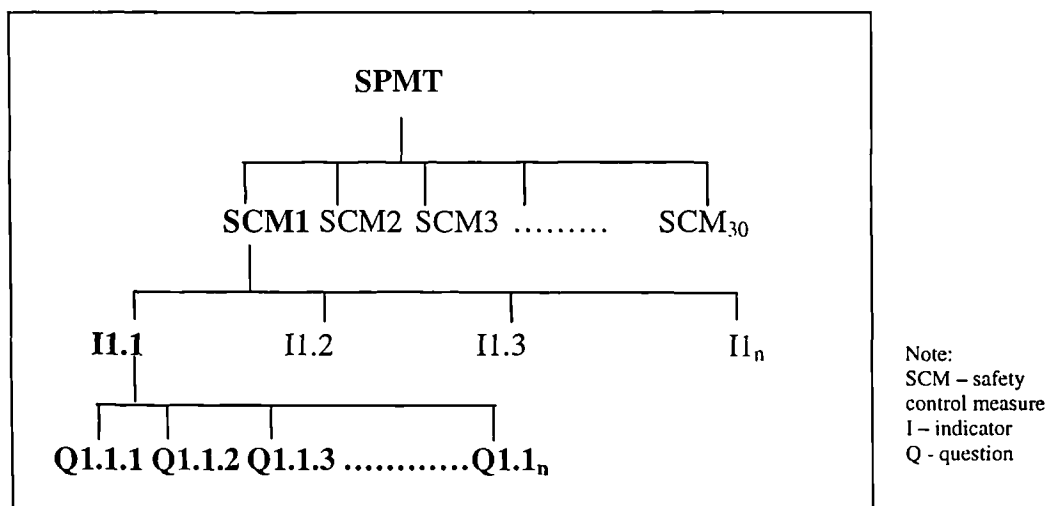 SPMT
SCM1 SCM2 SCM3 ......... SCM₃₀
I1.1 I1.2 I1.3 I1ₙ
Q1.1.1 Q1.1.2 Q1.1.3 ............Q1.1ₙ
Note:
SCM – safety
control measure
I – indicator
Q - question